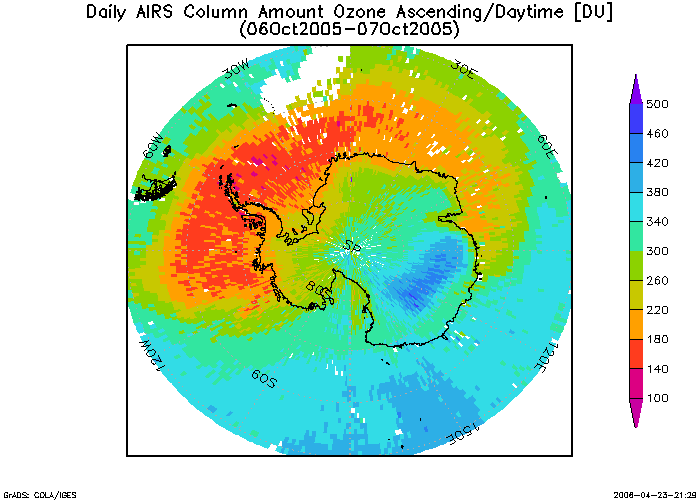 Daily AIRS Column Amount Ozone Ascending/Daytime [DU]
(06Oct2005-07Oct2005)
30W
30E
60W
60E
500
460
420
380
340
300
260
220
180
140
100
SP
80S
60S
120W
120E
150E
GrADS: COLA/IGES
2006-04-23-21:29